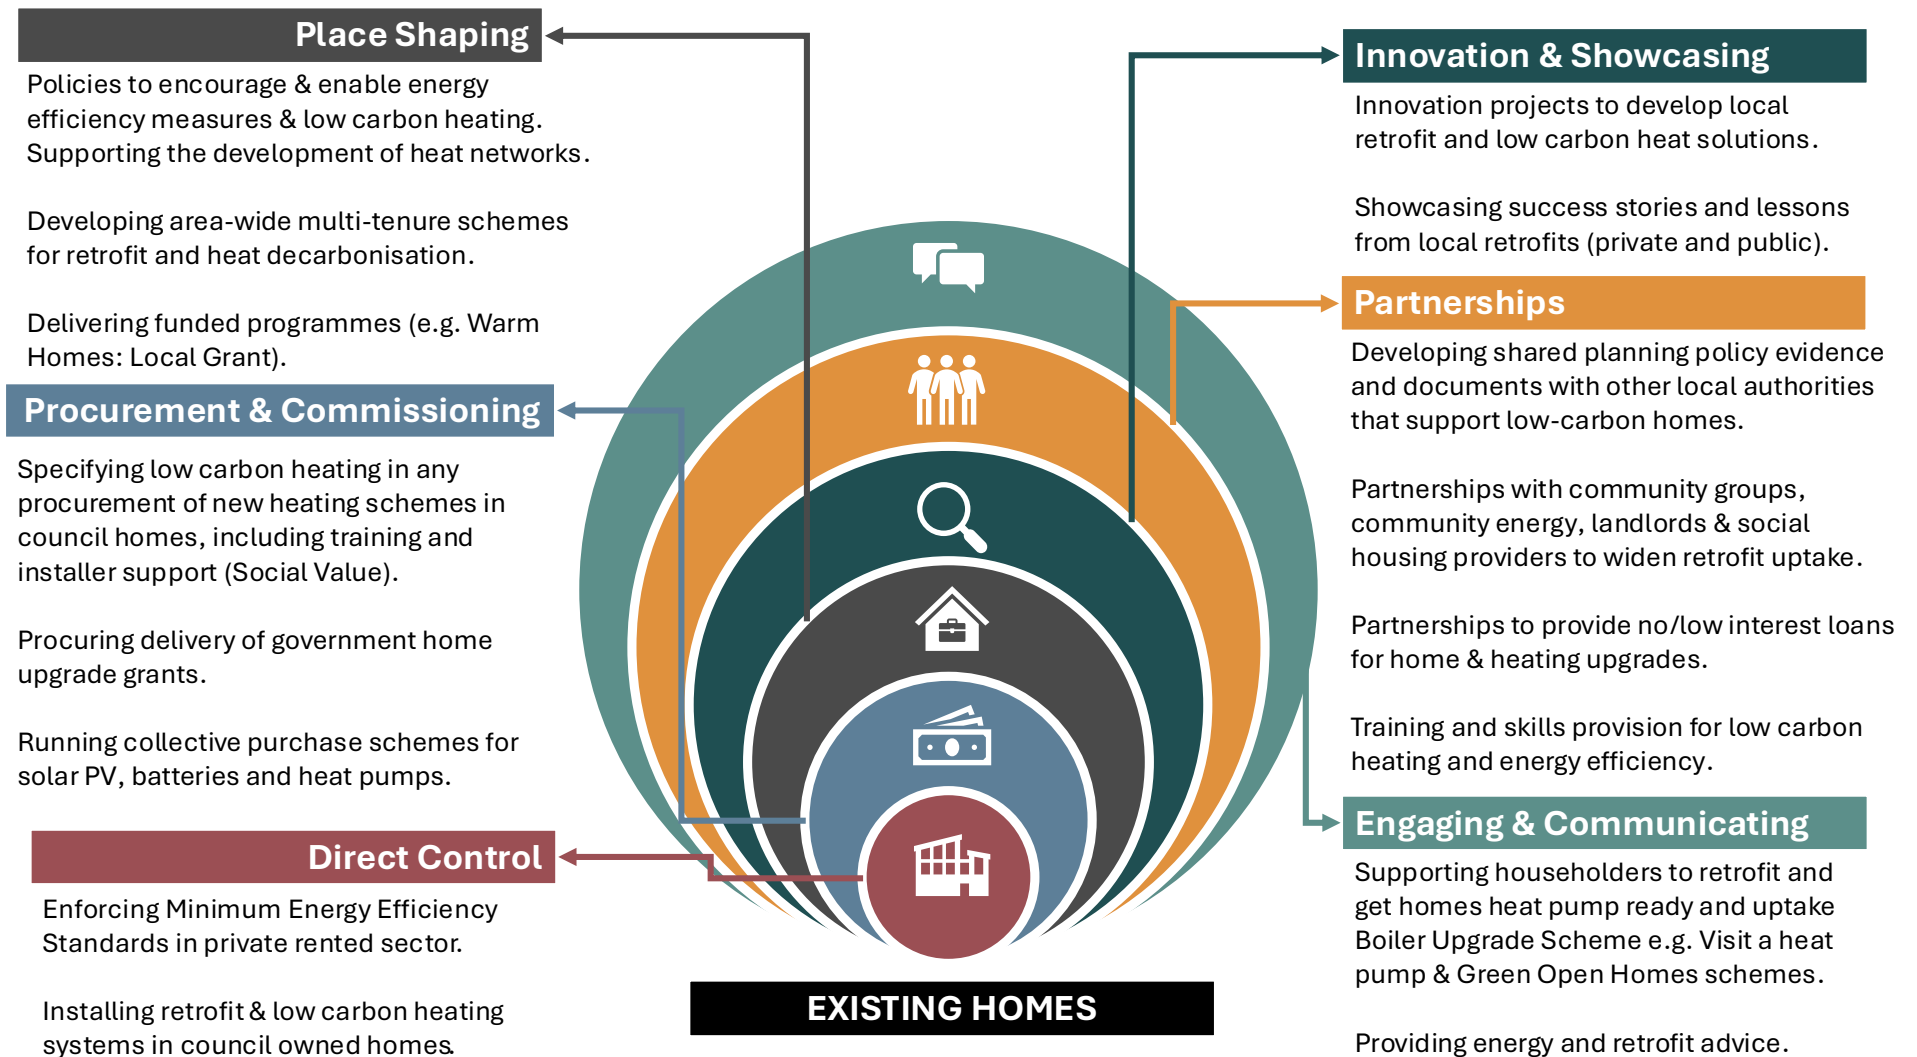 Place Shaping
Policies to encourage & enable energy
efficiency measures & low carbon heating.
Supporting the development of heat networks.
Developing area-wide multi-tenure schemes
for retrofit and heat decarbonisation.
Delivering funded programmes (e.g. Warm
Homes: Local Grant).
Procurement & Commissioning
Specifying low carbon heating in any
procurement of new heating schemes in
council homes, including training and
installer support (Social Value).
Procuring delivery of government home
upgrade grants.
Running collective purchase schemes for
solar PV, batteries and heat pumps.
Direct Control
Enforcing Minimum Energy Efficiency
Standards in private rented sector.
Installing retrofit & low carbon heating
systems in council owned homes.
EXISTING HOMES
Innovation & Showcasing
Innovation projects to develop local
retrofit and low carbon heat solutions.
Showcasing success stories and lessons
from local retrofits (private and public).
Partnerships
Developing shared planning policy evidence
and documents with other local authorities
that support low-carbon homes.
Partnerships with community groups,
community energy, landlords & social
housing providers to widen retrofit uptake.
Partnerships to provide no/low interest loans
for home & heating upgrades.
Training and skills provision for low carbon
heating and energy efficiency.
Engaging & Communicating
Supporting householders to retrofit and
get homes heat pump ready and uptake
Boiler Upgrade Scheme e.g. Visit a heat
pump & Green Open Homes schemes.
Providing energy and retrofit advice.